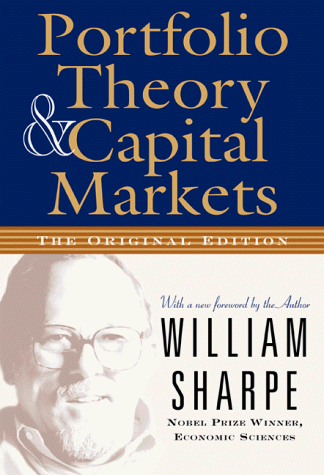 Portfolio
Theory
& Capital
Markets
THE ORIGINAL EDITION
With a new foreword by the Author
WILLIAM
SHARPE
NOBEL PRIZE WINNER,
ECONOMIC SCIENCES